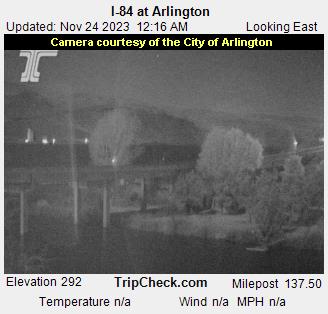 I-84 at Arlington
Updated: Nov 24 2023 12:16 AM Looking East
Camera courtesy of the City of Arlington
Elevation 292 TripCheck.com Milepost 137.50
Temperature n/a Wind n/a MPH n/a